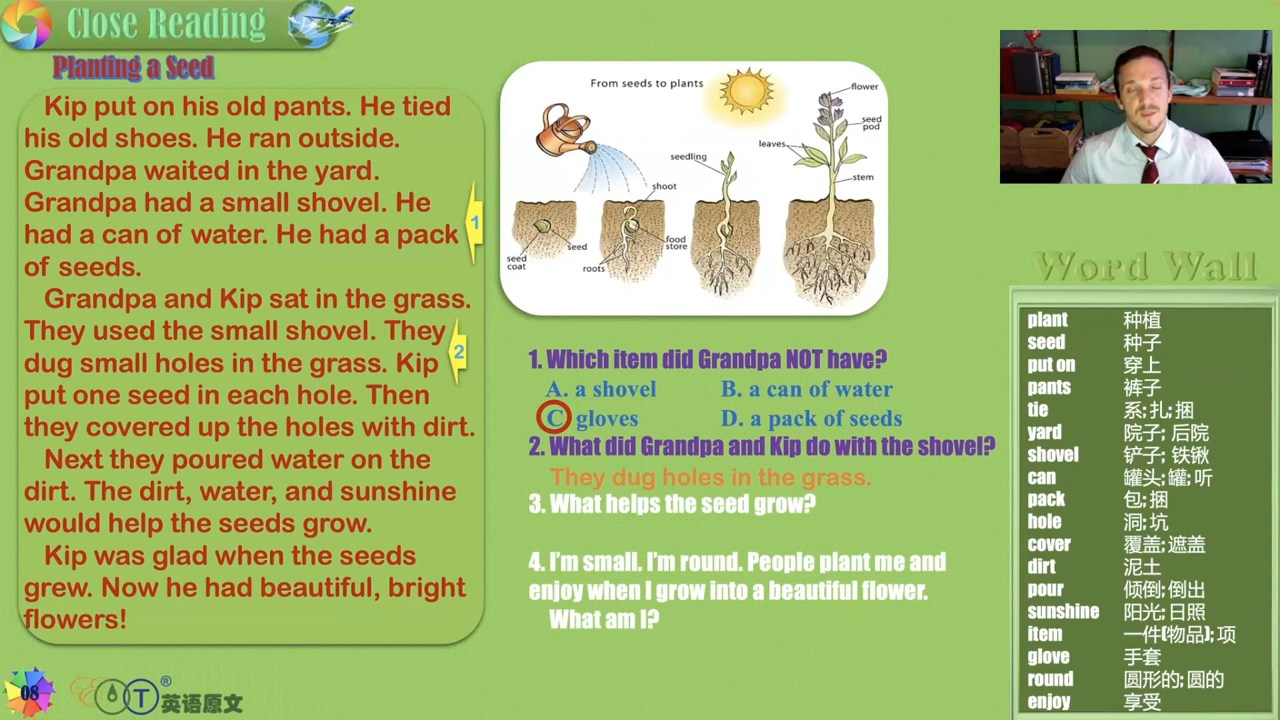 Close Reading
Planting a Seed
Kip put on his old pants. He tied
his old shoes. He ran outside.
Grandpa waited in the yard.
Grandpa had a small shovel. He
had a can of water. He had a pack
of seeds.
1
Grandpa and Kip sat in the grass.
They used the small shovel. They
dug small holes in the grass. Kip
put one seed in each hole. Then
they covered up the holes with dirt.
2
Next they poured water on the
dirt. The dirt, water, and sunshine
would help the seeds grow.
Kip was glad when the seeds
grew. Now he had beautiful, bright
flowers!
08
T
®
英语原文
From seeds to plants
flower
seed
pod
leaves
stem
seedling
shoot
seed
seed
coat
food
store
roots
1. Which item did Grandpa NOT have?
A. a shovel
B. a can of water
C gloves
D. a pack of seeds
2. What did Grandpa and Kip do with the shovel?
They dug holes in the grass.
3. What helps the seed grow?
4. I'm small. I'm round. People plant me and
enjoy when I grow into a beautiful flower.
What am I?
Word Wall
plant 种植
seed 种子
put on 穿上
pants 裤子
tie 系; 扎; 捆
yard 院子; 后院
shovel 铲子; 铁锹
can 罐头; 罐; 听
pack 包; 捆
hole 洞; 坑
cover 覆盖; 遮盖
dirt 泥土
pour 倾倒; 倒出
sunshine 阳光; 日照
item 一件(物品); 项
glove 手套
round 圆形的; 圆的
enjoy 享受